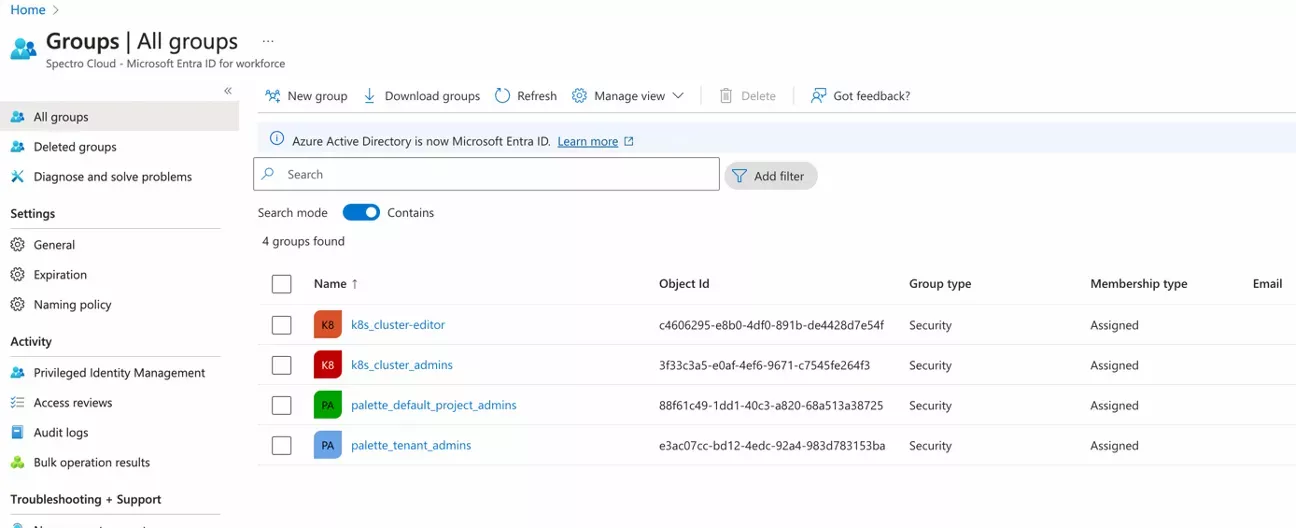 Home >
Groups | All groups ...
Spectro Cloud - Microsoft Entra ID for workforce
«
All groups
Deleted groups
Diagnose and solve problems
Settings
General
Expiration
Naming policy
Activity
Privileged Identity Management
Access reviews
Audit logs
Bulk operation results
Troubleshooting + Support
New group Download groups Refresh Manage view Delete Got feedback?
Azure Active Directory is now Microsoft Entra ID. Learn more
Search Add filter
Search mode Contains
4 groups found
Name ↑ Object Id Group type Membership type Email
K8 k8s_cluster-editor c4606295-e8b0-4df0-891b-de4428d7e54f Security Assigned
K8 k8s_cluster_admins 3f33c3a5-e0af-4ef6-9671-c7545fe264f3 Security Assigned
PA palette_default_project_admins 88f61c49-1dd1-40c3-a820-68a513a38725 Security Assigned
PA palette_tenant_admins e3ac07cc-bd12-4edc-92a4-983d783153ba Security Assigned